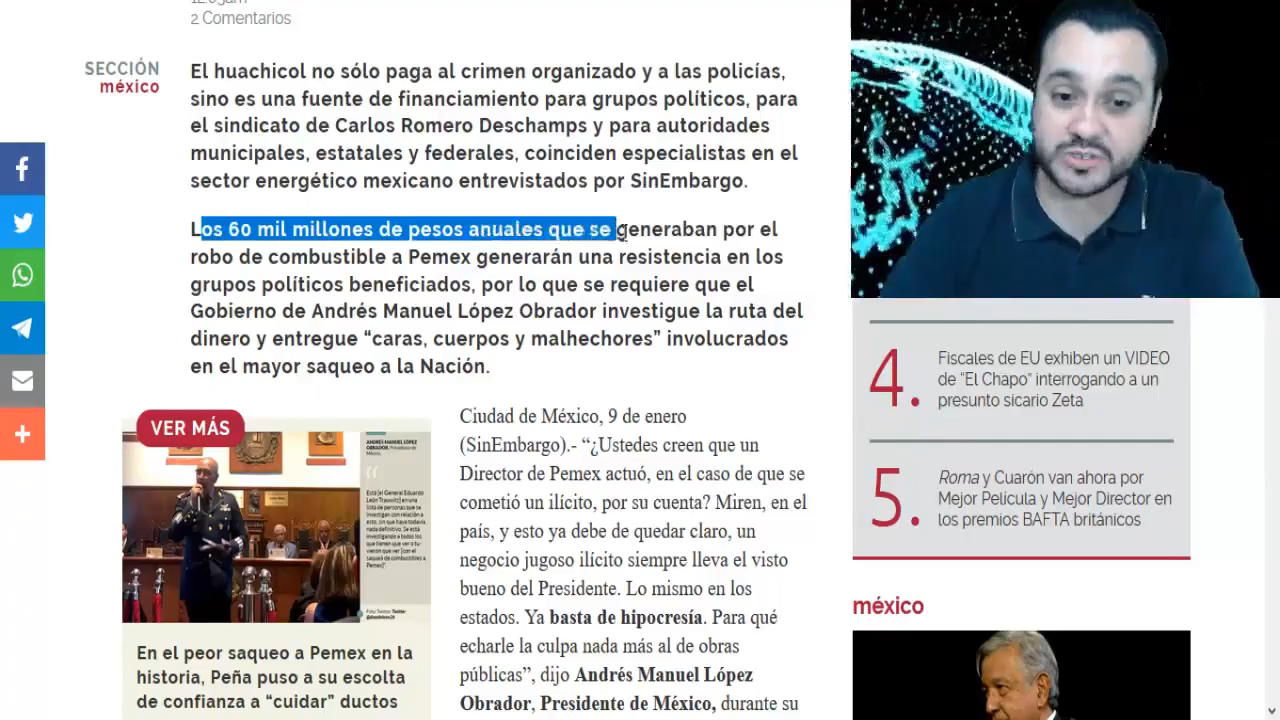 2 Comentarios
SECCIÓN
méxico
El huachicol no sólo paga al crimen organizado y a las policías,
sino es una fuente de financiamiento para grupos políticos, para
el sindicato de Carlos Romero Deschamps y para autoridades
municipales, estatales y federales, coinciden especialistas en el
sector energético mexicano entrevistados por SinEmbargo.
Los 60 mil millones de pesos anuales que se generaban por el
robo de combustible a Pemex generarán una resistencia en los
grupos políticos beneficiados, por lo que se requiere que el
Gobierno de Andrés Manuel López Obrador investigue la ruta del
dinero y entregue “caras, cuerpos y malhechores” involucrados
en el mayor saqueo a la Nación.
VER MÁS
ANDRÉS MANUEL LÓPEZ
En el peor saqueo a Pemex en la
historia, Peña puso a su escolta
de confianza a “cuidar” ductos
Ciudad de México, 9 de enero
(SinEmbargo).- “¿Ustedes creen que un
Director de Pemex actuó, en el caso de que se
cometió un ilícito, por su cuenta? Miren, en el
país, y esto ya debe de quedar claro, un
negocio jugoso ilícito siempre lleva el visto
bueno del Presidente. Lo mismo en los
estados. Ya basta de hipocresía. Para qué
echarle la culpa nada más al de obras
públicas”, dijo Andrés Manuel López
Obrador, Presidente de México, durante su
4.
Fiscales de EU exhiben un VIDEO
de “El Chapo” interrogando a un
presunto sicario Zeta
5.
Roma y Cuarón van ahora por
Mejor Película y Mejor Director en
los premios BAFTA británicos
méxico